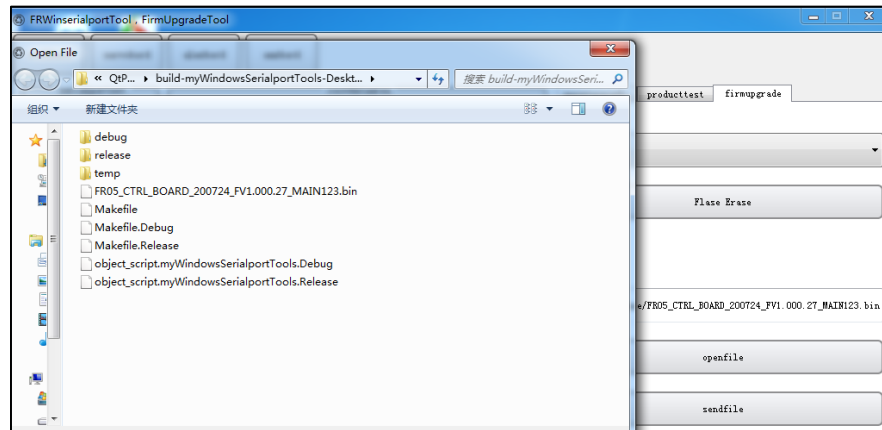 FRWinserialportTool . FirmUpgradeTool
Open File
« QtP... ▸ build-myWindowsSerialportTools-Deskt... ▸
搜索 build-myWindowsSeri...
producttest firmupgrade
组织 新建文件夹
debug
release
temp
FR05_CTRL_BOARD_200724_FV1.000.27_MAIN123.bin
Makefile
Makefile.Debug
Makefile.Release
object_script.myWindowsSerialportTools.Debug
object_script.myWindowsSerialportTools.Release
Flase Erase
e/FR05_CTRL_BOARD_200724_FV1.000.27_MAIN123.bin
openfile
sendfile